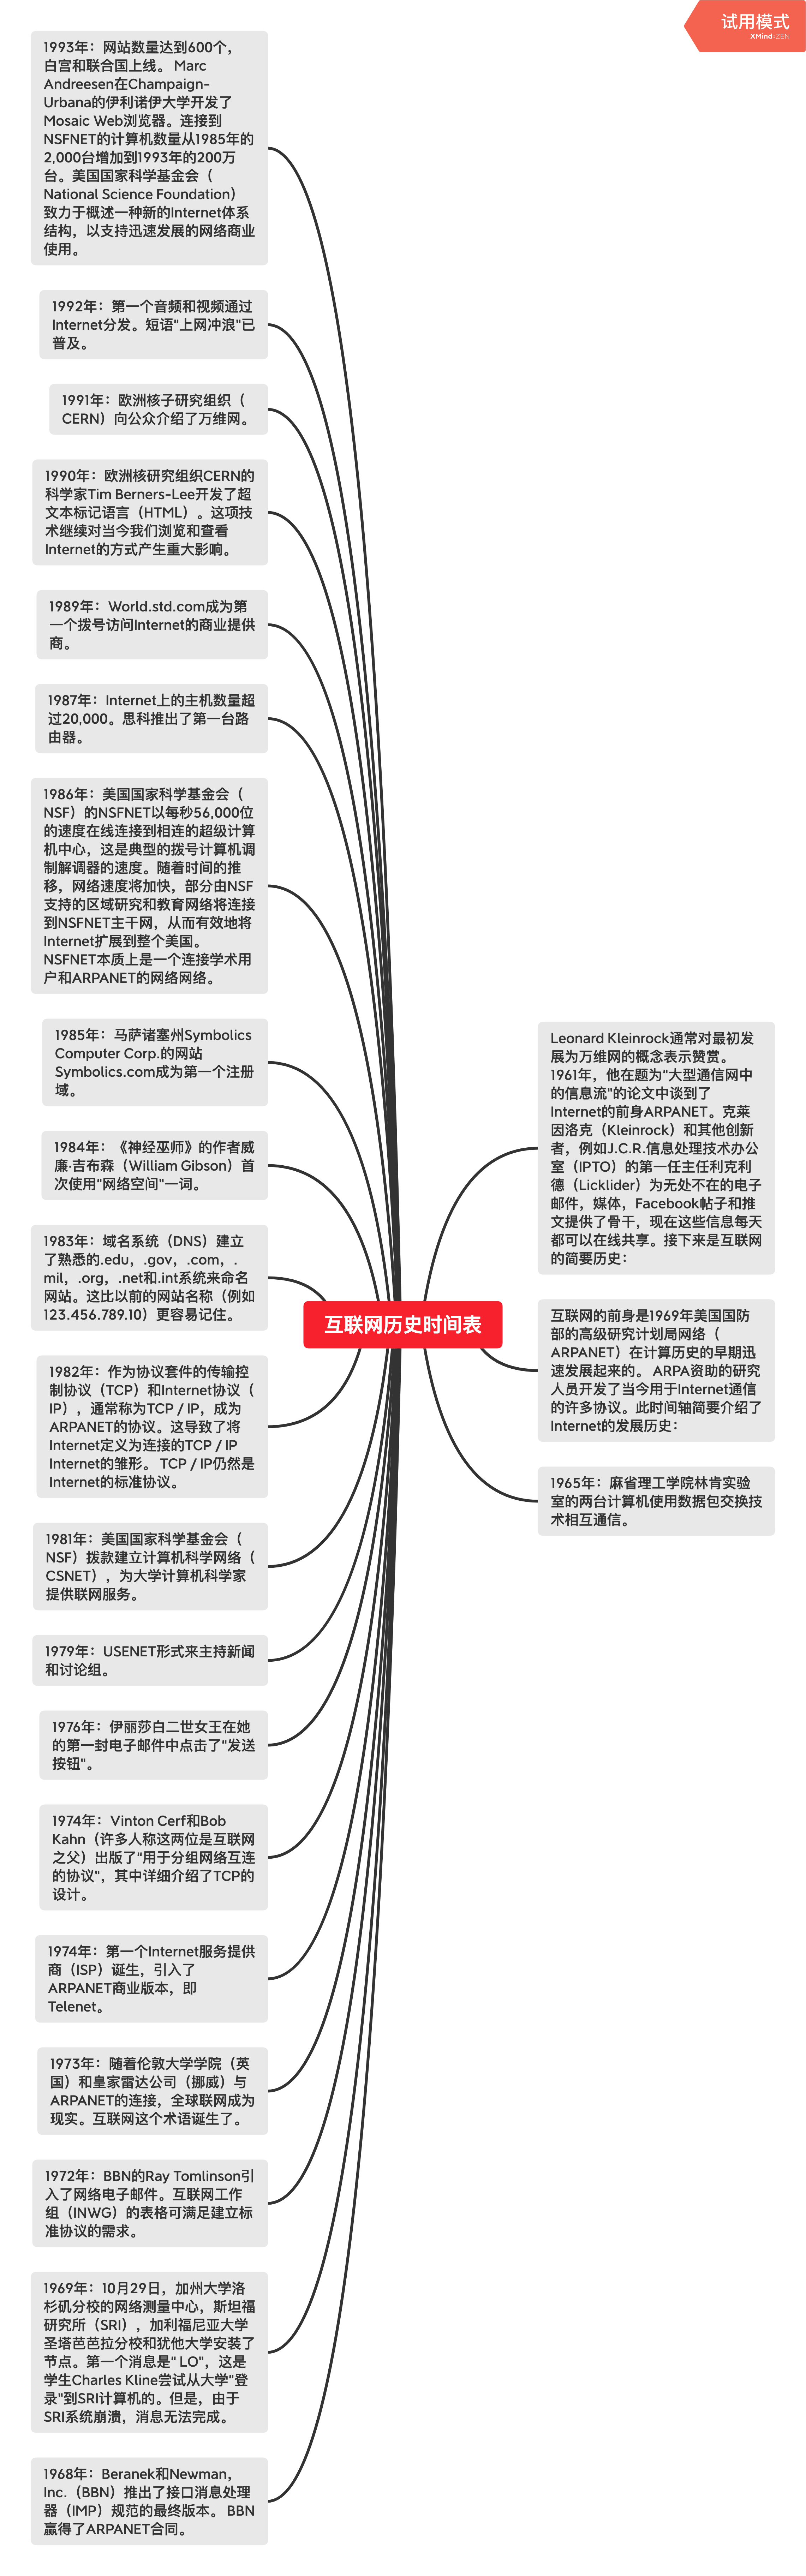 试用模式
XMind:ZEN
1993年：网站数量达到600个，
白宫和联合国上线。 Marc
Andreesen在Champaign-
Urbana的伊利诺伊大学开发了
Mosaic Web浏览器。连接到
NSFNET的计算机数量从1985年的
2,000台增加到1993年的200万
台。美国国家科学基金会（
National Science Foundation）
致力于概述一种新的Internet体系
结构，以支持迅速发展的网络商业
使用。
1992年：第一个音频和视频通过
Internet分发。短语"上网冲浪"已
普及。
1991年：欧洲核子研究组织（
CERN）向公众介绍了万维网。
1990年：欧洲核研究组织CERN的
科学家Tim Berners-Lee开发了超
文本标记语言（HTML）。这项技
术继续对当今我们浏览和查看
Internet的方式产生重大影响。
1989年：World.std.com成为第
一个拨号访问Internet的商业提供
商。
1987年：Internet上的主机数量超
过20,000。思科推出了第一台路
由器。
1986年：美国国家科学基金会（
NSF）的NSFNET以每秒56,000位
的速度在线连接到相连的超级计算
机中心，这是典型的拨号计算机调
制解调器的速度。随着时间的推
移，网络速度将加快，部分由NSF
支持的区域研究和教育网络将连接
到NSFNET主干网，从而有效地将
Internet扩展到整个美国。
NSFNET本质上是一个连接学术用
户和ARPANET的网络网络。
1985年：马萨诸塞州Symbolics
Computer Corp.的网站
Symbolics.com成为第一个注册
域。
1984年：《神经巫师》的作者威
廉·吉布森（William Gibson）首
次使用"网络空间"一词。
1983年：域名系统（DNS）建立
了熟悉的.edu，.gov，.com，.
mil，.org，.net和.int系统来命名
网站。这比以前的网站名称（例如
123.456.789.10）更容易记住。
1982年：作为协议套件的传输控
制协议（TCP）和Internet协议（
IP），通常称为TCP / IP，成为
ARPANET的协议。这导致了将
Internet定义为连接的TCP / IP
Internet的雏形。 TCP / IP仍然是
Internet的标准协议。
1981年：美国国家科学基金会（
NSF）拨款建立计算机科学网络（
CSNET），为大学计算机科学家
提供联网服务。
1979年：USENET形式来主持新闻
和讨论组。
1976年：伊丽莎白二世女王在她
的第一封电子邮件中点击了"发送
按钮"。
1974年：Vinton Cerf和Bob
Kahn（许多人称这两位是互联网
之父）出版了"用于分组网络互连
的协议"，其中详细介绍了TCP的
设计。
1974年：第一个Internet服务提供
商（ISP）诞生，引入了
ARPANET商业版本，即
Telenet。
1973年：随着伦敦大学学院（英
国）和皇家雷达公司（挪威）与
ARPANET的连接，全球联网成为
现实。互联网这个术语诞生了。
1972年：BBN的Ray Tomlinson引
入了网络电子邮件。互联网工作
组（INWG）的表格可满足建立标
准协议的需求。
1969年：10月29日，加州大学洛
杉矶分校的网络测量中心，斯坦福
研究所（SRI），加利福尼亚大学
圣塔芭芭拉分校和犹他大学安装了
节点。第一个消息是" LO"，这是
学生Charles Kline尝试从大学"登
录"到SRI计算机的。但是，由于
SRI系统崩溃，消息无法完成。
1968年：Beranek和Newman，
Inc.（BBN）推出了接口消息处理
器（IMP）规范的最终版本。 BBN
赢得了ARPANET合同。
互联网历史时间表
Leonard Kleinrock通常对最初发
展为万维网的概念表示赞赏。
1961年，他在题为"大型通信网中
的信息流"的论文中谈到了
Internet的前身ARPANET。克莱
因洛克（Kleinrock）和其他创新
者，例如J.C.R.信息处理技术办公
室（IPTO）的第一任主任利克利
德（Licklider）为无处不在的电子
邮件，媒体，Facebook帖子和推
文提供了骨干，现在这些信息每天
都可以在线共享。接下来是互联网
的简要历史：
互联网的前身是1969年美国国防
部的高级研究计划局网络（
ARPANET）在计算历史的早期迅
速发展起来的。 ARPA资助的研究
人员开发了当今用于Internet通信
的许多协议。此时间轴简要介绍了
Internet的发展历史：
1965年：麻省理工学院林肯实验
室的两台计算机使用数据包交换技
术相互通信。